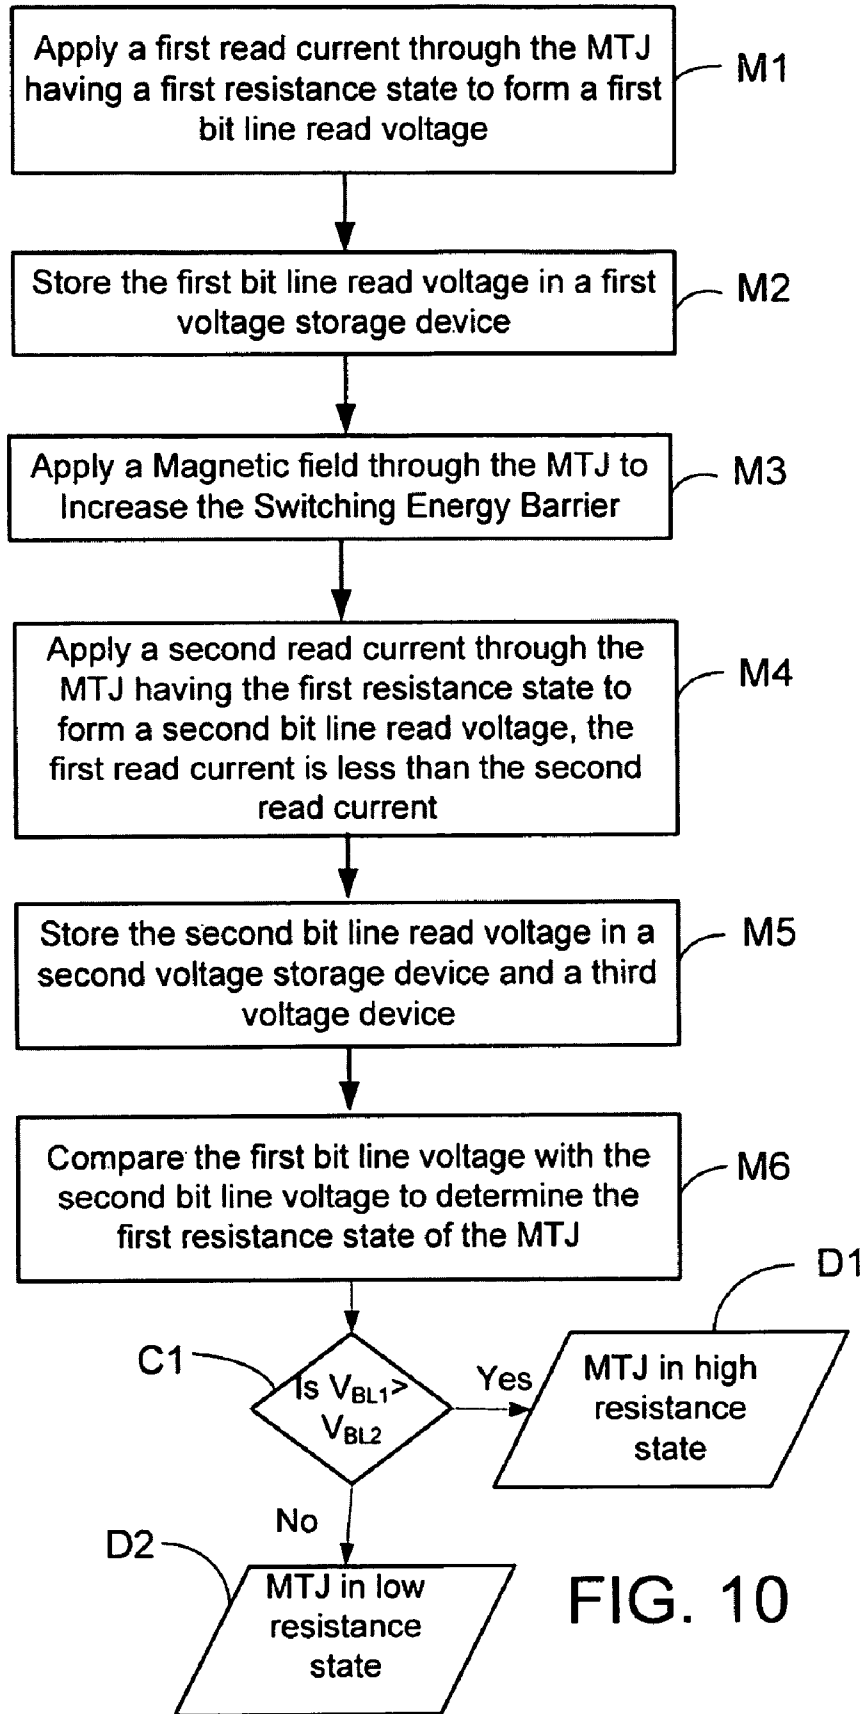 Apply a first read current through the MTJ
having a first resistance state to form a first
bit line read voltage
M1
Store the first bit line read voltage in a first
voltage storage device
M2
Apply a Magnetic field through the MTJ to
Increase the Switching Energy Barrier
M3
Apply a second read current through the
MTJ having the first resistance state to
form a second bit line read voltage, the
first read current is less than the second
read current
M4
Store the second bit line read voltage in a
second voltage storage device and a third
voltage device
M5
Compare the first bit line voltage with the
second bit line voltage to determine the
first resistance state of the MTJ
M6
C1
Is VBL1>
VBL2
Yes
D1
MTJ in high
resistance
state
No
D2
MTJ in low
resistance
state
FIG. 10